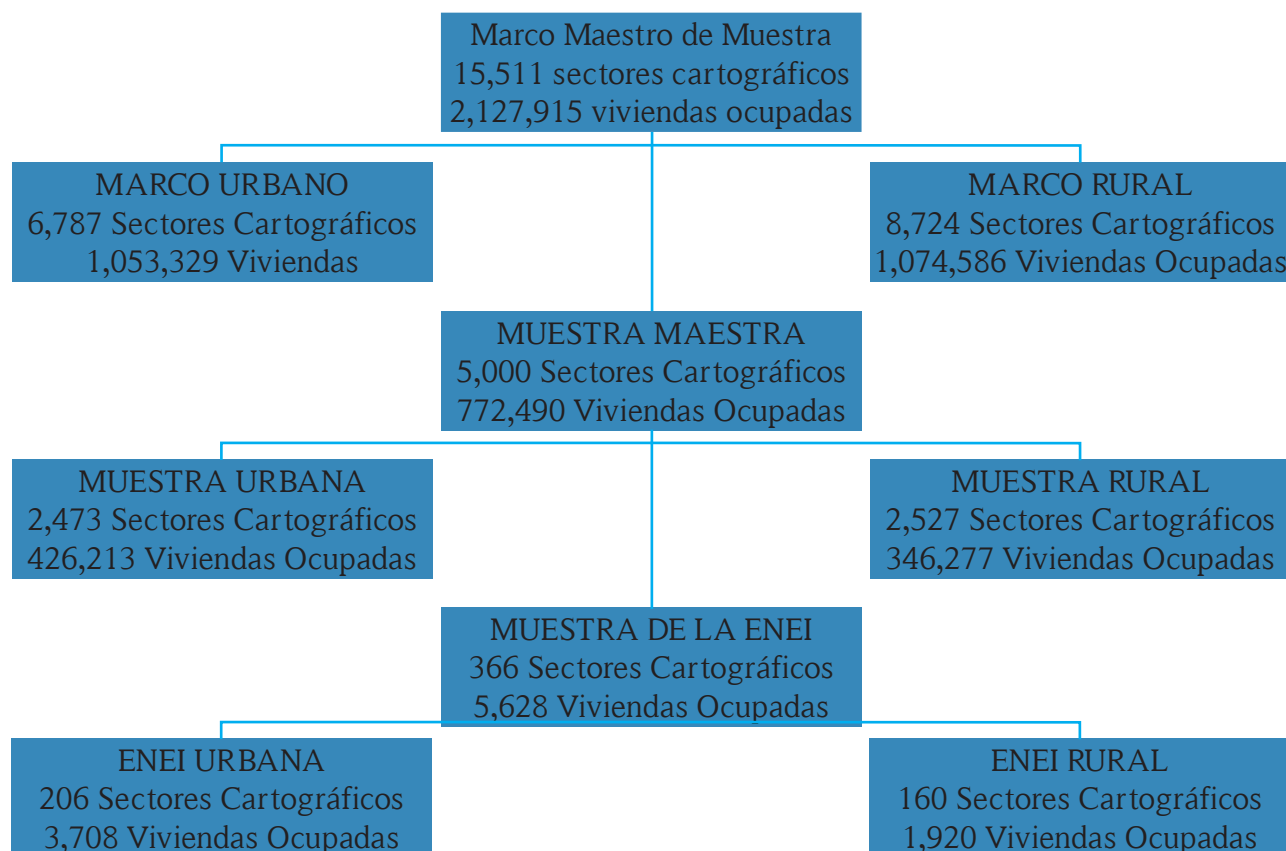 Marco Maestro de Muestra
15,511 sectores cartográficos
2,127,915 viviendas ocupadas
MARCO URBANO
6,787 Sectores Cartográficos
1,053,329 Viviendas
MARCO RURAL
8,724 Sectores Cartográficos
1,074,586 Viviendas Ocupadas
MUESTRA MAESTRA
5,000 Sectores Cartográficos
772,490 Viviendas Ocupadas
MUESTRA URBANA
2,473 Sectores Cartográficos
426,213 Viviendas Ocupadas
MUESTRA RURAL
2,527 Sectores Cartográficos
346,277 Viviendas Ocupadas
MUESTRA DE LA ENEI
366 Sectores Cartográficos
5,628 Viviendas Ocupadas
ENEI URBANA
206 Sectores Cartográficos
3,708 Viviendas Ocupadas
ENEI RURAL
160 Sectores Cartográficos
1,920 Viviendas Ocupadas